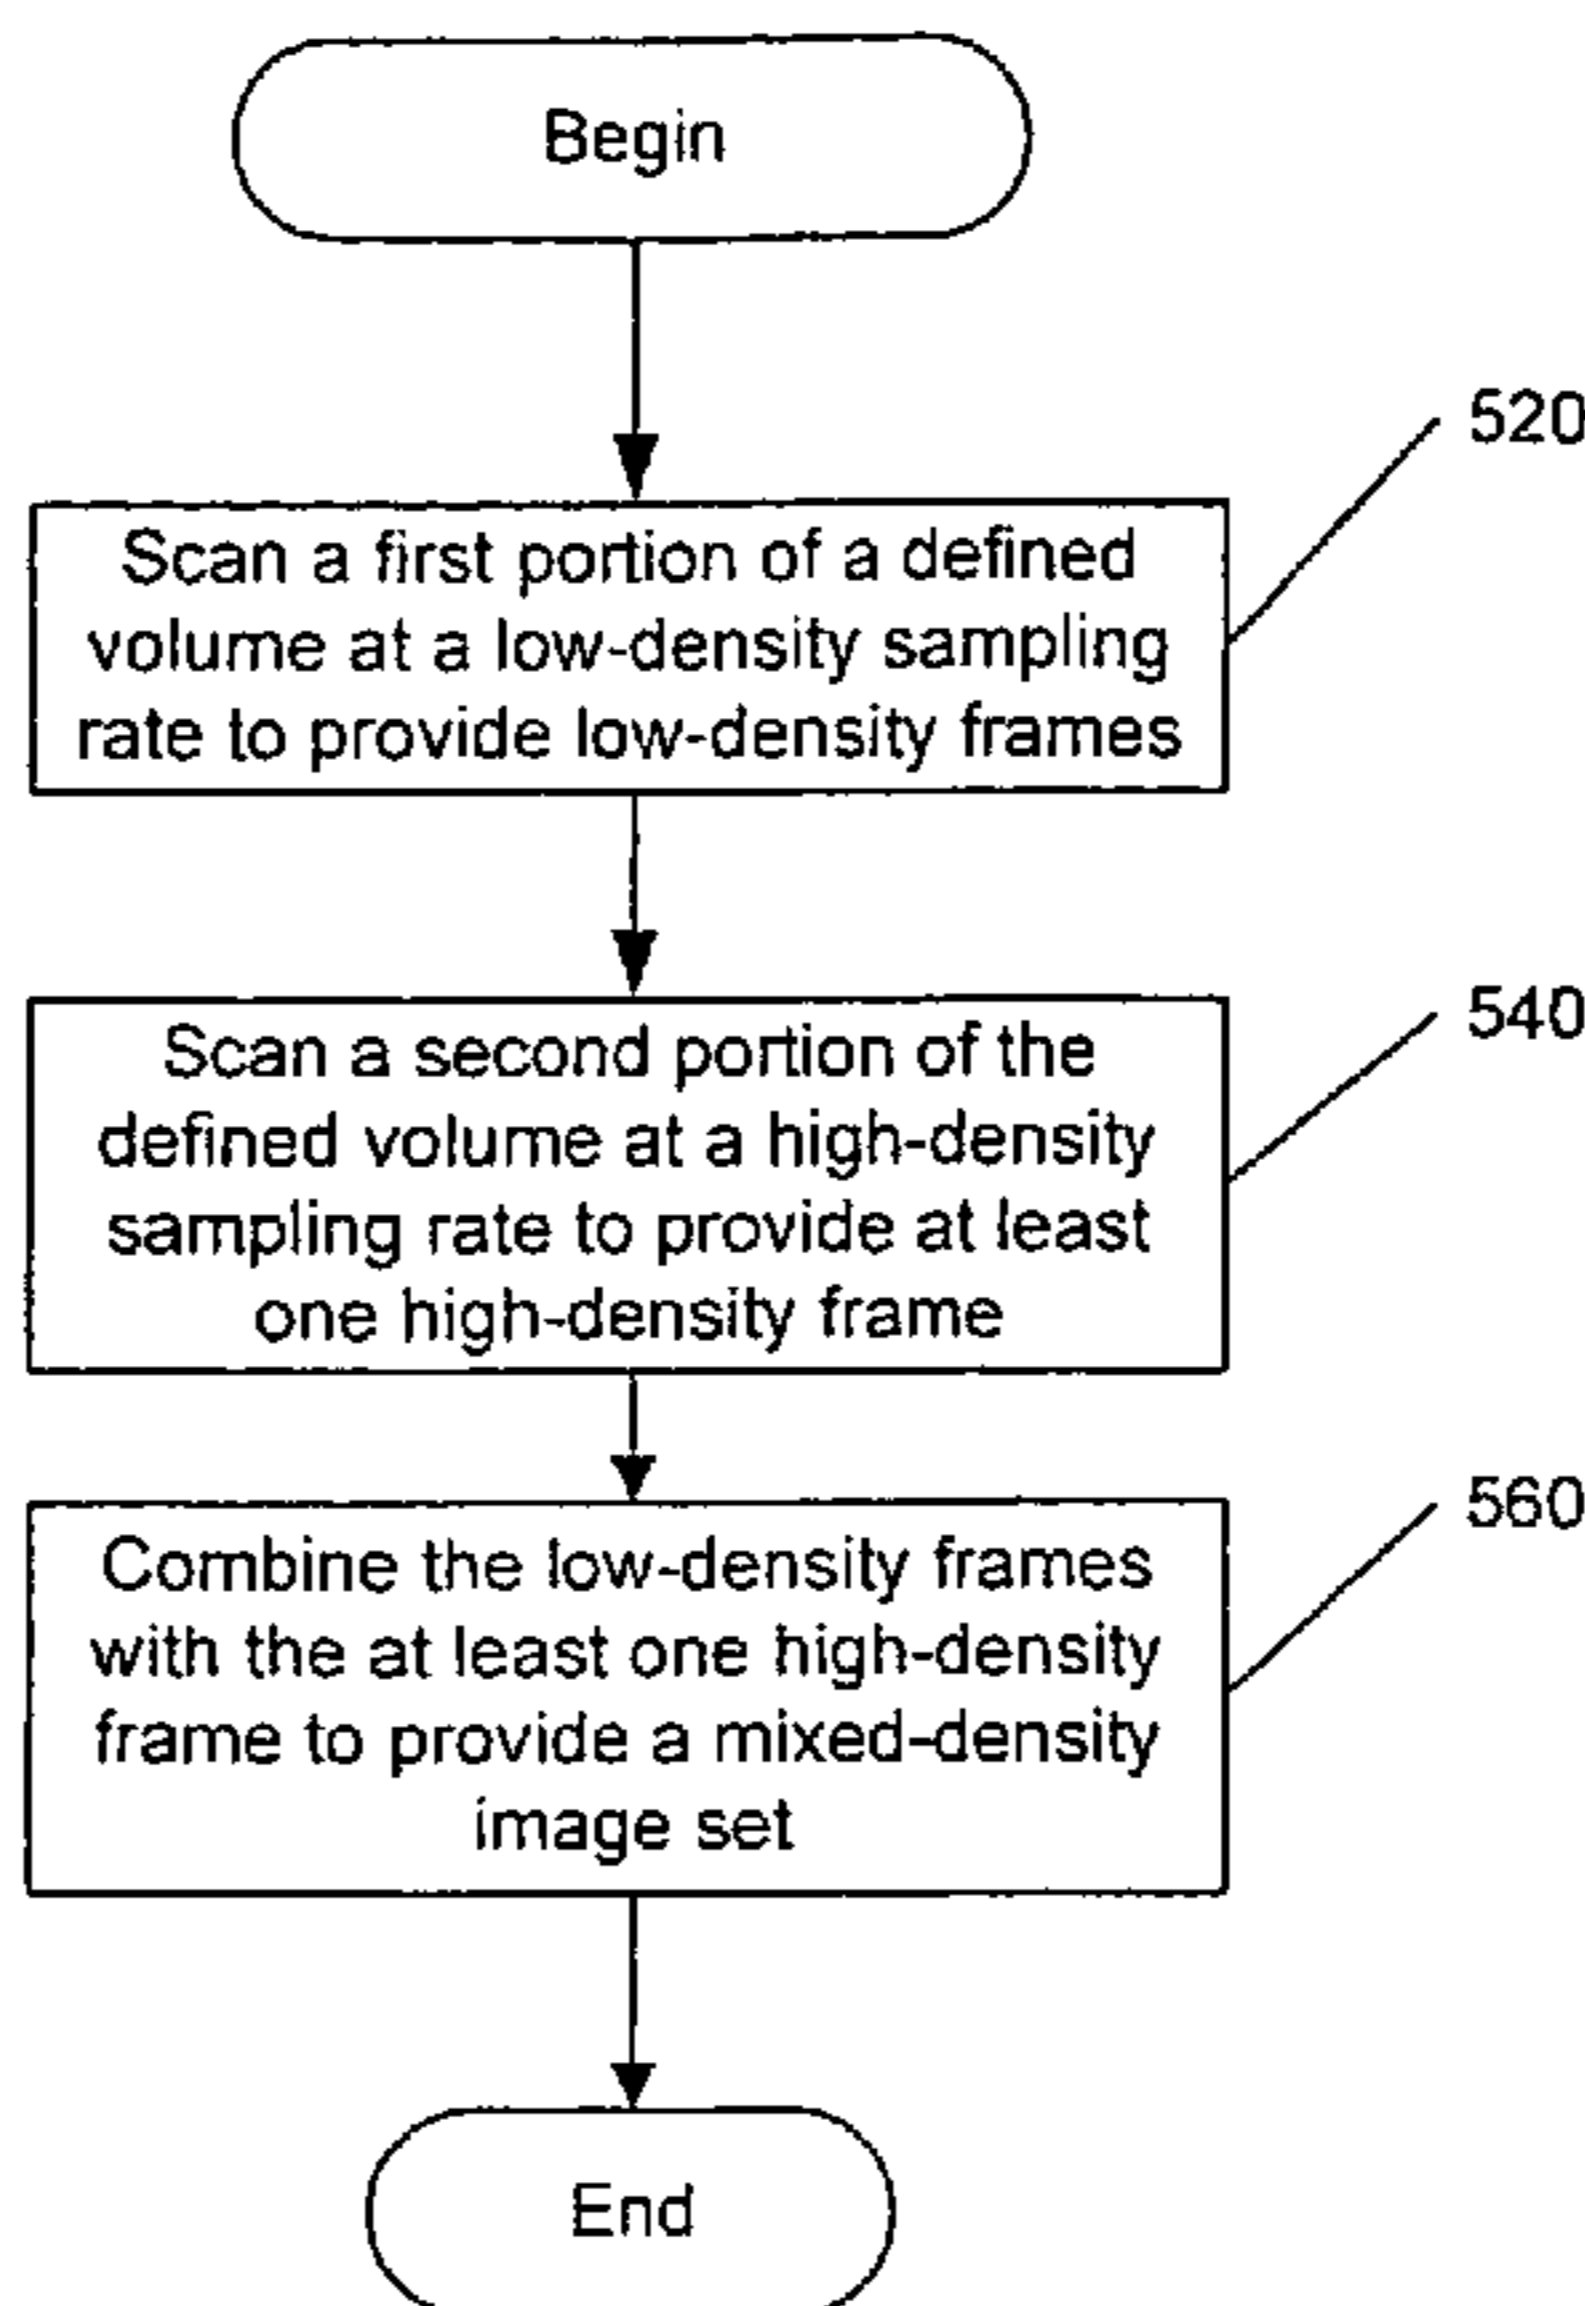 Begin
520
Scan a first portion of a defined
volume at a low-density sampling
rate to provide low-density frames
540
Scan a second portion of the
defined volume at a high-density
sampling rate to provide at least
one high-density frame
560
Combine the low-density frames
with the at least one high-density
frame to provide a mixed-density
image set
End